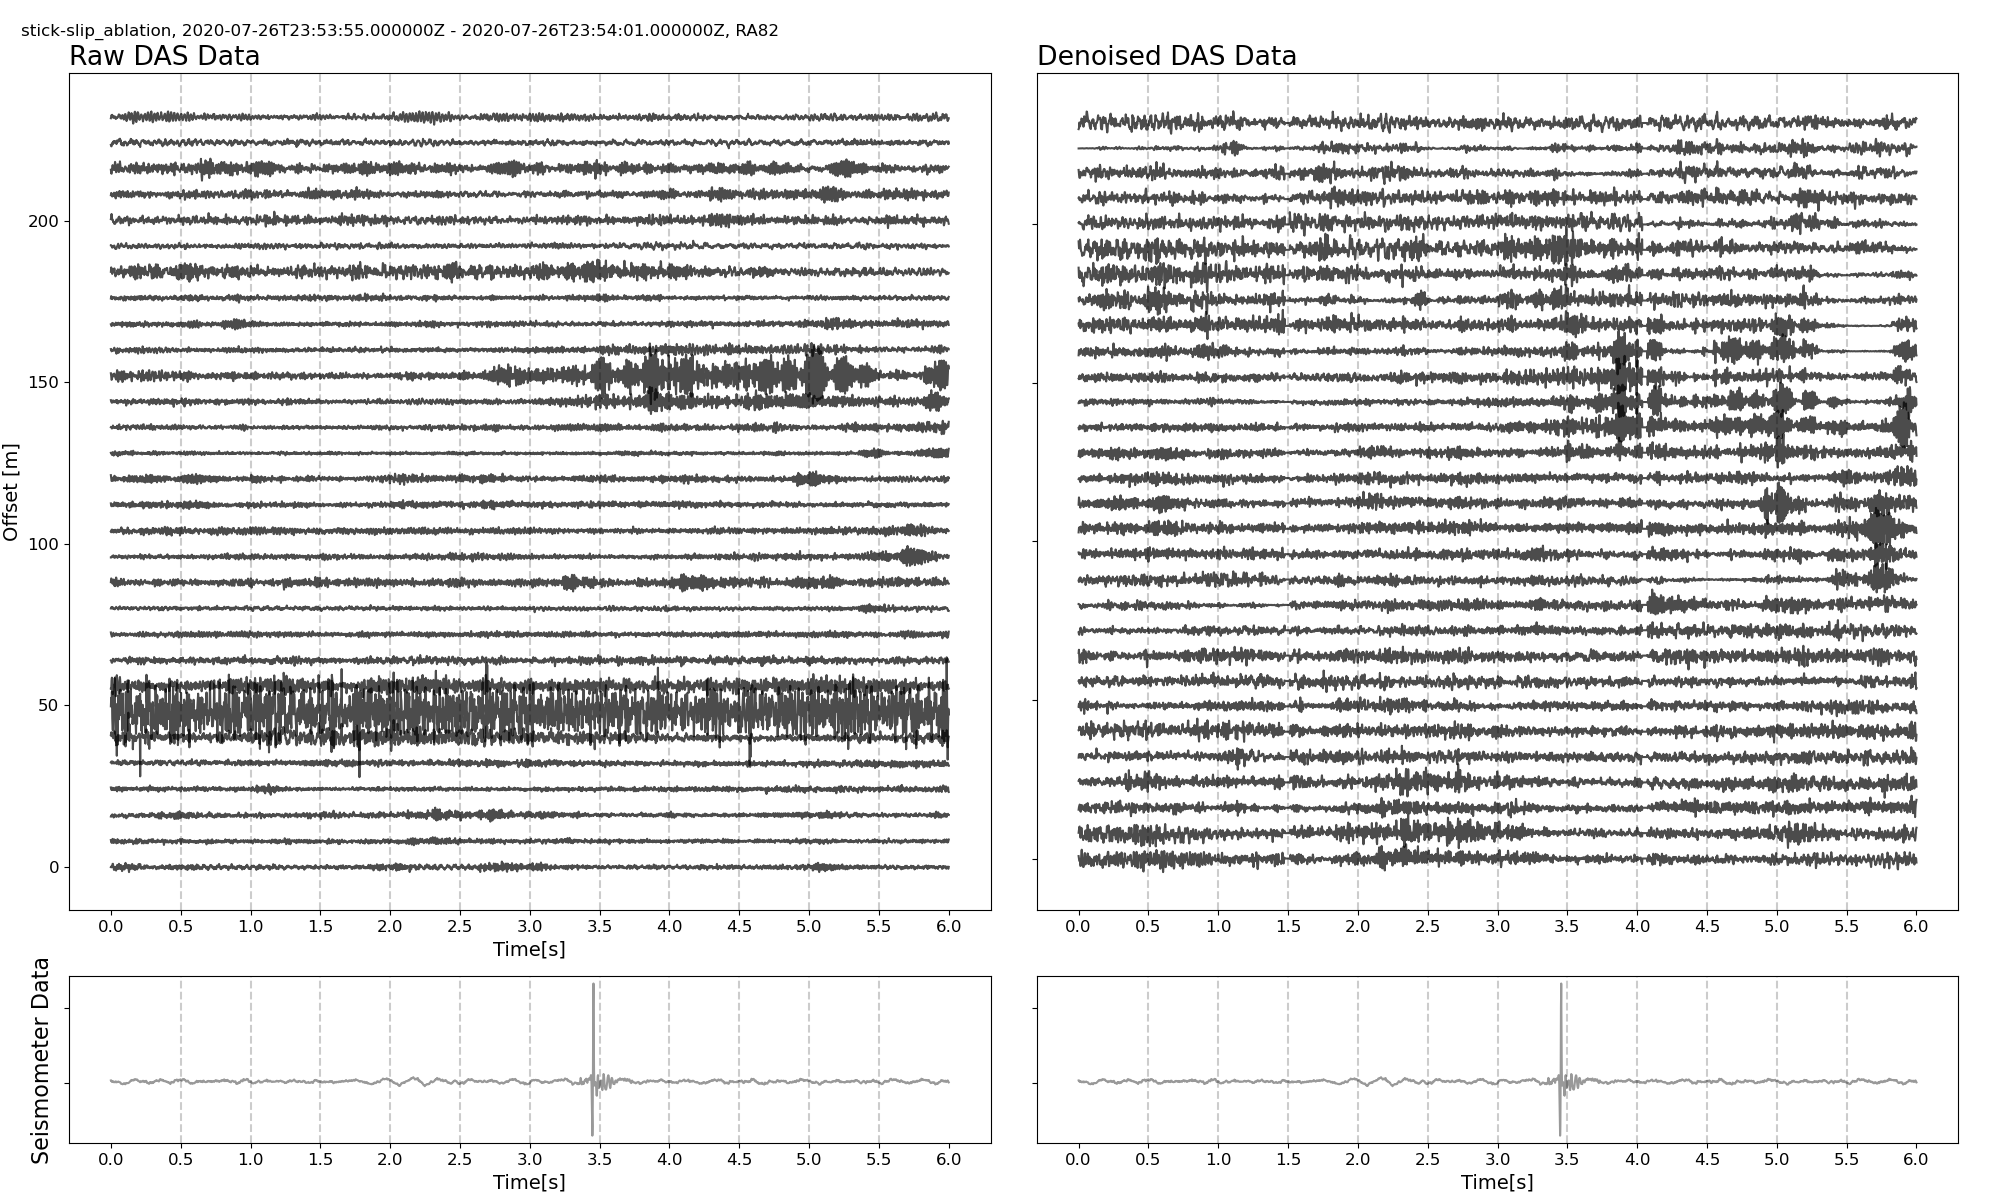 stick-slip_ablation, 2020-07-26T23:53:55.000000Z - 2020-07-26T23:54:01.000000Z, RA82
Raw DAS Data
Denoised DAS Data
Offset [m]
200
150
100
50
0
0.0 0.5 1.0 1.5 2.0 2.5 3.0 3.5 4.0 4.5 5.0 5.5 6.0
Time[s]
0.0 0.5 1.0 1.5 2.0 2.5 3.0 3.5 4.0 4.5 5.0 5.5 6.0
Seismometer Data
0.0 0.5 1.0 1.5 2.0 2.5 3.0 3.5 4.0 4.5 5.0 5.5 6.0
Time[s]
0.0 0.5 1.0 1.5 2.0 2.5 3.0 3.5 4.0 4.5 5.0 5.5 6.0
Time[s]